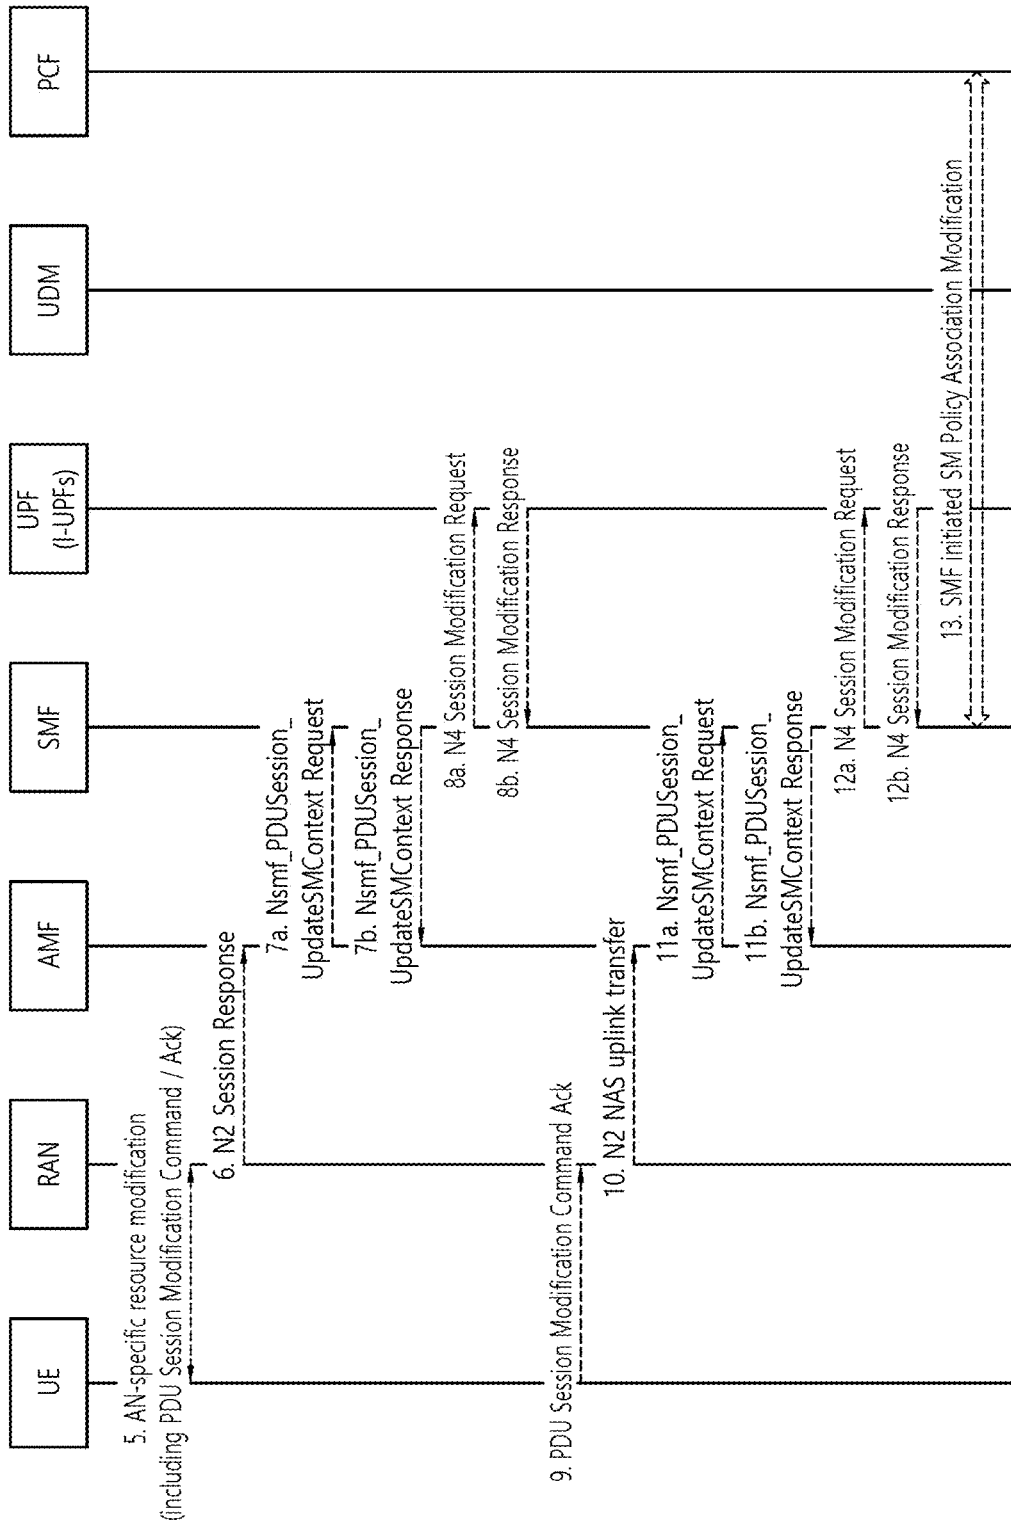 UE
RAN
AMF
SMF
UPF
(I-UPFs)
UDM
PCF
5. AN-specific resource modification
(including PDU Session Modification Command / Ack)
6. N2 Session Response
7a. Nsmf_PDUSession_
UpdateSMContext Request
7b. Nsmf_PDUSession_
UpdateSMContext Response
8a. N4 Session Modification Request
8b. N4 Session Modification Response
9. PDU Session Modification Command Ack
10. N2 NAS uplink transfer
11a. Nsmf_PDUSession_
UpdateSMContext Request
11b. Nsmf_PDUSession_
UpdateSMContext Response
12a. N4 Session Modification Request
12b. N4 Session Modification Response
13. SMF initiated SM Policy Association Modification